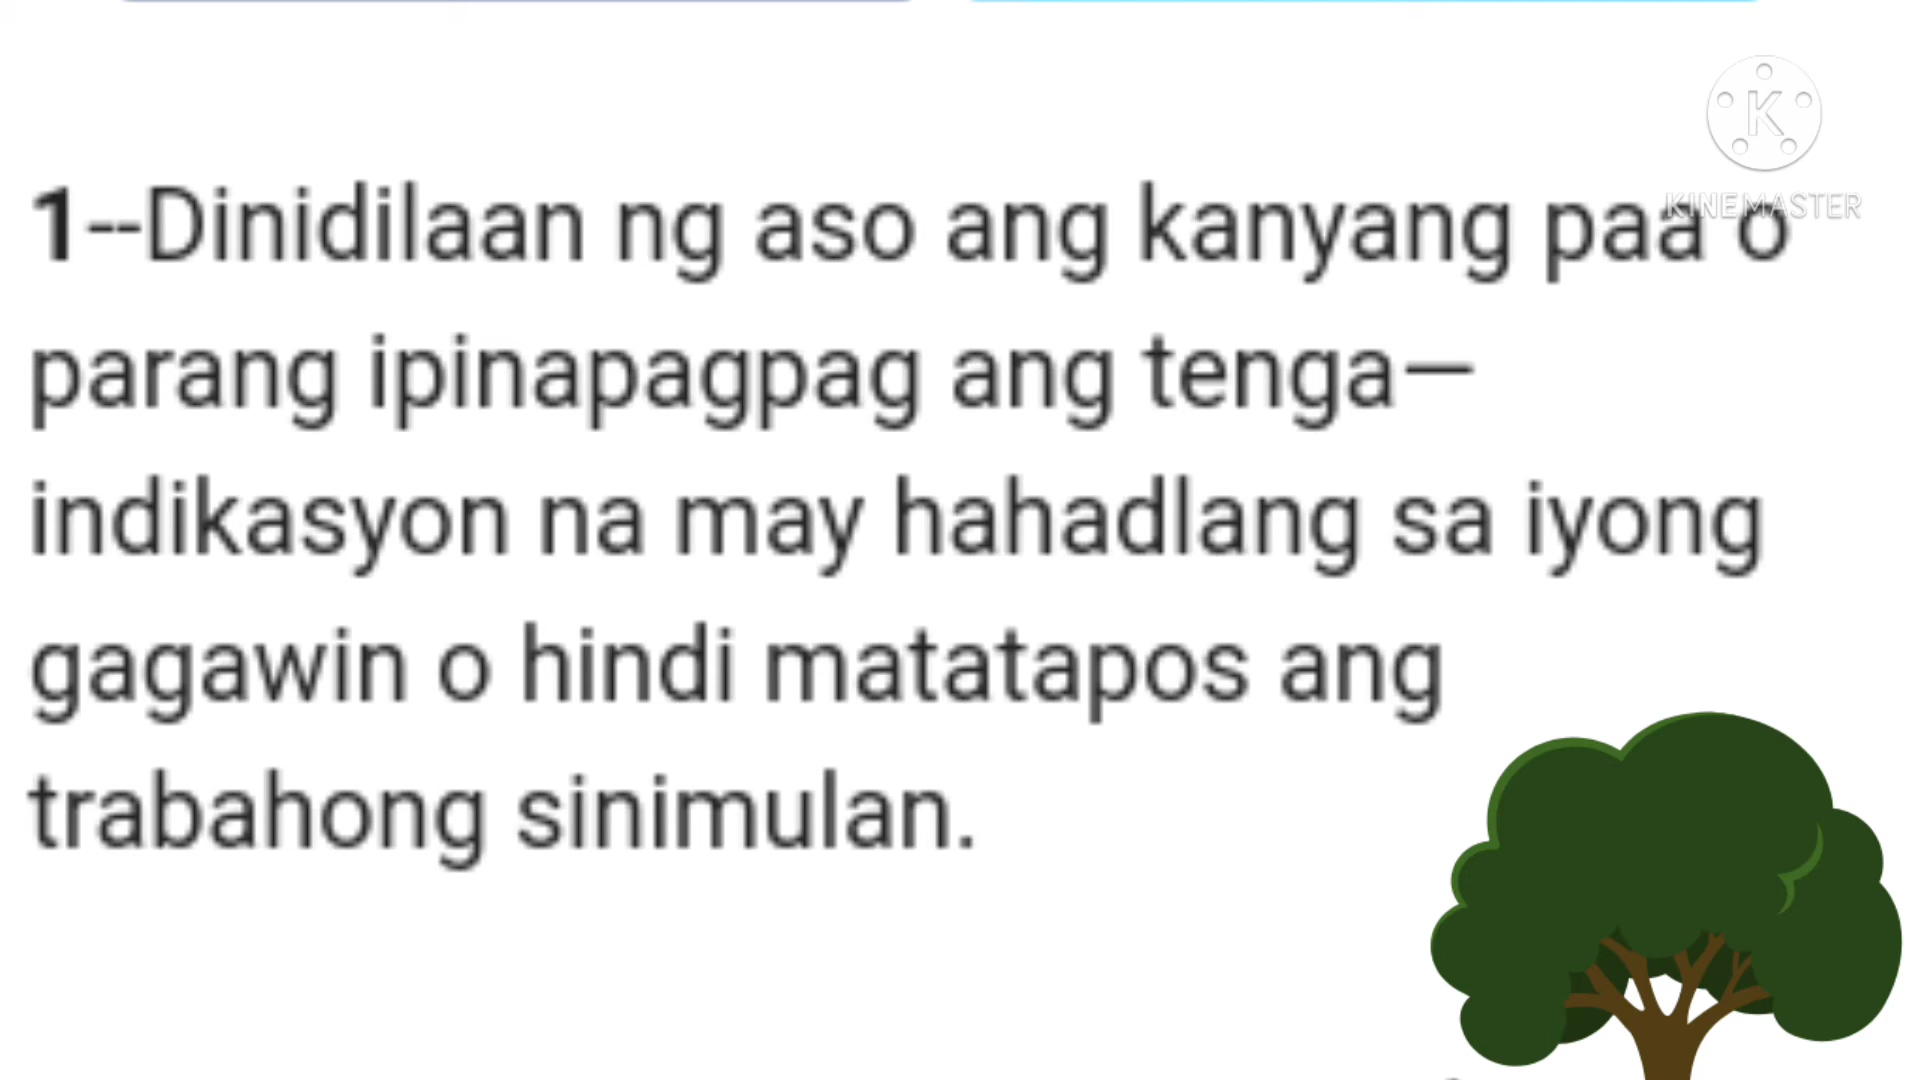 K
KINEMASTER
1--Dinidilaan ng aso ang kanyang paa o
parang ipinapagpag ang tenga—
indikasyon na may hahadlang sa iyong
gagawin o hindi matatapos ang
trabahong sinimulan.